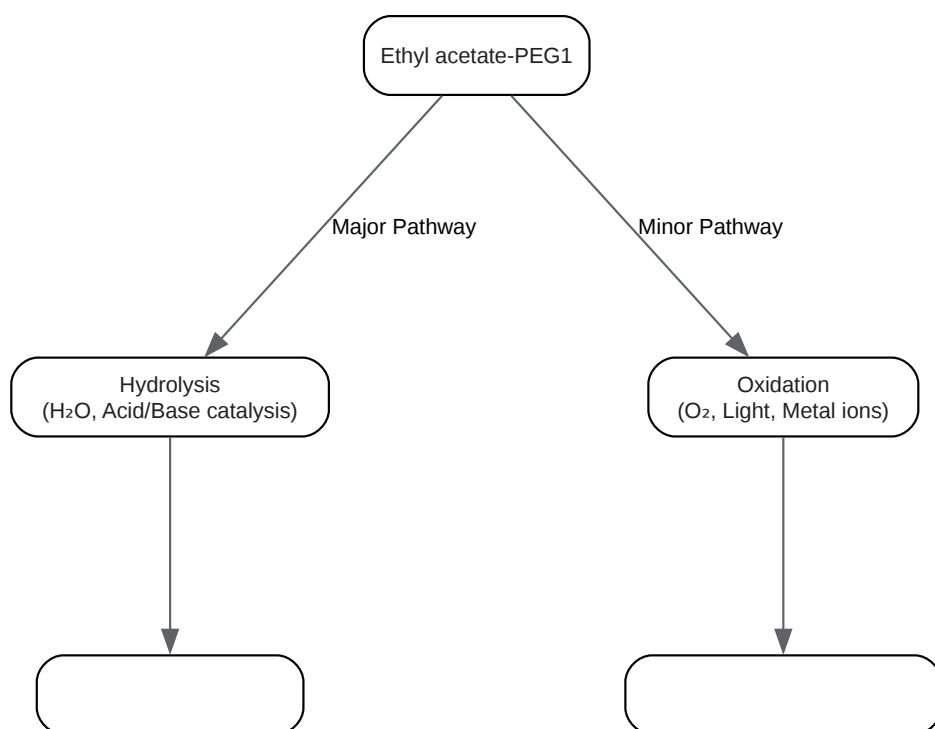 Ethyl acetate-PEG1
Major Pathway
Minor Pathway
Hydrolysis
(H₂O, Acid/Base catalysis)
Oxidation
(O₂, Light, Metal ions)